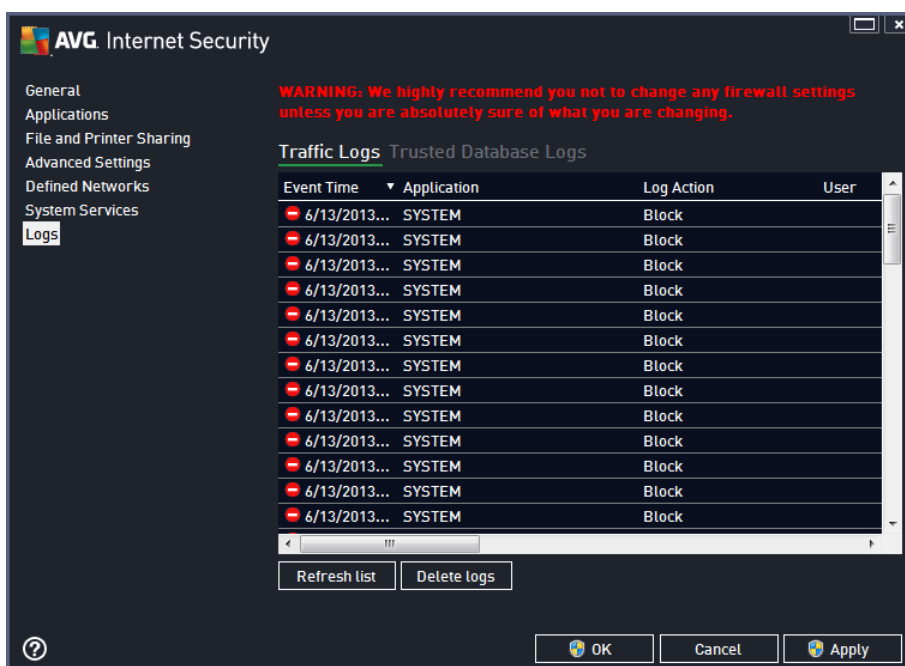 AVG. Internet Security
General
Applications
File and Printer Sharing
Advanced Settings
Defined Networks
System Services
Logs
WARNING: We highly recommend you not to change any firewall settings
unless you are absolutely sure of what you are changing.
Traffic Logs Trusted Database Logs
Event Time Application Log Action User
6/13/2013... SYSTEM Block
6/13/2013... SYSTEM Block
6/13/2013... SYSTEM Block
6/13/2013... SYSTEM Block
6/13/2013... SYSTEM Block
6/13/2013... SYSTEM Block
6/13/2013... SYSTEM Block
6/13/2013... SYSTEM Block
6/13/2013... SYSTEM Block
6/13/2013... SYSTEM Block
6/13/2013... SYSTEM Block
6/13/2013... SYSTEM Block
6/13/2013... SYSTEM Block
Refresh list Delete logs
? OK Cancel Apply